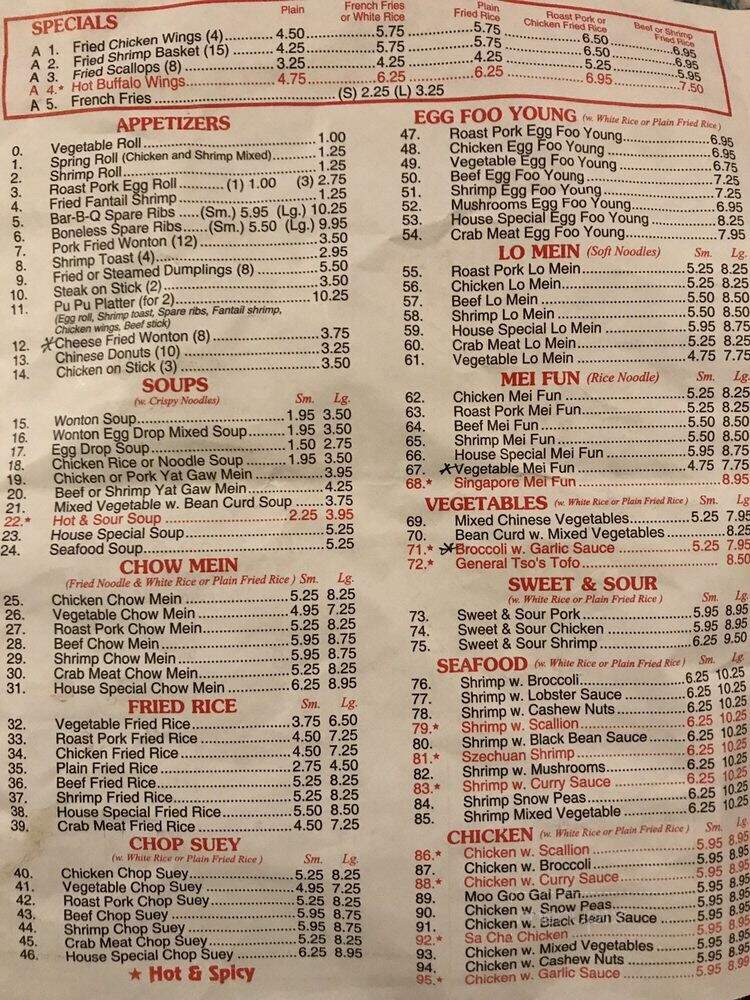 SPECIALS Plain French Fries or White Rice Plain Fried Rice Roast Pork or Chicken Fried Rice Beef or Shrimp Fried Rice
A 1. Fried Chicken Wings (4) 4.50 5.75 5.75 6.50 6.95
A 2. Fried Shrimp Basket (15) 4.25 5.75 5.75 6.50 6.95
A 3. Fried Scallops (8) 3.25 4.25 4.25 5.25 5.95
A 4.* Hot Buffalo Wings 4.75 6.25 6.25 6.95 7.50
A 5. French Fries (S) 2.25 (L) 3.25
APPETIZERS
0. Vegetable Roll 1.00
1. Spring Roll (Chicken and Shrimp Mixed) 1.25
2. Shrimp Roll 1.25
3. Roast Pork Egg Roll (1) 1.00 (3) 2.75
4. Fried Fantail Shrimp 1.25
5. Bar-B-Q Spare Ribs (Sm.) 5.95 (Lg.) 10.25
6. Boneless Spare Ribs (Sm.) 5.50 (Lg.) 9.95
7. Pork Fried Wonton (12) 3.50
8. Shrimp Toast (4) 2.95
9. Fried or Steamed Dumplings (8) 5.50
10. Steak on Stick (2) 3.50
11. Pu Pu Platter (for 2) 10.25
(Egg roll, Shrimp toast, Spare ribs, Fantail shrimp,
Chicken wings, Beef stick)
12. Cheese Fried Wonton (8) 3.75
13. Chinese Donuts (10) 3.25
14. Chicken on Stick (3) 3.50
SOUPS
(w. Crispy Noodles) Sm. Lg.
15. Wonton Soup 1.95 3.50
16. Wonton Egg Drop Mixed Soup 1.95 3.50
17. Egg Drop Soup 1.50 2.75
18. Chicken Rice or Noodle Soup 1.95 3.50
19. Chicken or Pork Yat Gaw Mein 3.95
20. Beef or Shrimp Yat Gaw Mein 4.25
21. Mixed Vegetable w. Bean Curd Soup 3.75
22.* Hot & Sour Soup 2.25 3.95
23. House Special Soup 5.25
24. Seafood Soup 5.25
CHOW MEIN
(Fried Noodle & White Rice or Plain Fried Rice) Sm. Lg.
25. Chicken Chow Mein 5.25 8.25
26. Vegetable Chow Mein 4.95 7.25
27. Roast Pork Chow Mein 5.25 8.25
28. Beef Chow Mein 5.95 8.75
29. Shrimp Chow Mein 5.95 8.75
30. Crab Meat Chow Mein 5.25 8.25
31. House Special Chow Mein 6.25 8.95
FRIED RICE Sm. Lg.
32. Vegetable Fried Rice 3.75 6.50
33. Roast Pork Fried Rice 4.50 7.25
34. Chicken Fried Rice 4.50 7.25
35. Plain Fried Rice 2.75 4.50
36. Beef Fried Rice 5.25 8.25
37. Shrimp Fried Rice 5.25 8.25
38. House Special Fried Rice 5.50 8.50
39. Crab Meat Fried Rice 4.50 7.25
CHOP SUEY
(w. White Rice or Plain Fried Rice) Sm. Lg.
40. Chicken Chop Suey 5.25 8.25
41. Vegetable Chop Suey 4.95 7.25
42. Roast Pork Chop Suey 5.25 8.25
43. Beef Chop Suey 5.95 8.75
44. Shrimp Chop Suey 5.95 8.75
45. Crab Meat Chop Suey 5.25 8.25
46. House Special Chop Suey 6.25 8.95
★ Hot & Spicy
EGG FOO YOUNG (w. White Rice or Plain Fried Rice)
47. Roast Pork Egg Foo Young 6.95
48. Chicken Egg Foo Young 6.95
49. Vegetable Egg Foo Young 6.75
50. Beef Egg Foo Young 7.25
51. Shrimp Egg Foo Young 7.25
52. Mushrooms Egg Foo Young 6.95
53. House Special Egg Foo Young 8.25
54. Crab Meat Egg Foo Young 7.95
LO MEIN (Soft Noodles) Sm. Lg.
55. Roast Pork Lo Mein 5.25 8.25
56. Chicken Lo Mein 5.25 8.25
57. Beef Lo Mein 5.50 8.50
58. Shrimp Lo Mein 5.50 8.50
59. House Special Lo Mein 5.95 8.75
60. Crab Meat Lo Mein 5.25 8.25
61. Vegetable Lo Mein 4.75 7.75
MEI FUN (Rice Noodle) Sm. Lg.
62. Chicken Mei Fun 5.25 8.25
63. Roast Pork Mei Fun 5.25 8.25
64. Beef Mei Fun 5.50 8.50
65. Shrimp Mei Fun 5.50 8.50
66. House Special Mei Fun 5.95 8.75
67. Vegetable Mei Fun 4.75 7.75
68.* Singapore Mei Fun 8.95
VEGETABLES (w. White Rice or Plain Fried Rice) Sm. Lg
69. Mixed Chinese Vegetables 5.25 7.95
70. Bean Curd w. Mixed Vegetables 8.25
71.* Broccoli w. Garlic Sauce 5.25 7.95
72.* General Tso's Tofo 8.50
SWEET & SOUR
(w. White Rice or Plain Fried Rice) Sm. Lg.
73. Sweet & Sour Pork 5.95 8.95
74. Sweet & Sour Chicken 5.95 8.95
75. Sweet & Sour Shrimp 6.25 9.50
SEAFOOD (w. White Rice or Plain Fried Rice) Sm. Lg.
76. Shrimp w. Broccoli 6.25 10.25
77. Shrimp w. Lobster Sauce 6.25 10.25
78. Shrimp w. Cashew Nuts 6.25 10.25
79.* Shrimp w. Scallion 6.25 10.25
80. Shrimp w. Black Bean Sauce 6.25 10.25
81.* Szechuan Shrimp 6.25 10.25
82. Shrimp w. Mushrooms 6.25 10.25
83.* Shrimp w. Curry Sauce 6.25 10.25
84. Shrimp Snow Peas 6.25 10.25
85. Shrimp Mixed Vegetable 6.25 10.25
CHICKEN (w. White Rice or Plain Fried Rice) Sm. Lg.
86.* Chicken w. Scallion 5.95 8.95
87. Chicken w. Broccoli 5.95 8.95
88.* Chicken w. Curry Sauce 5.95 8.95
89. Moo Goo Gai Pan 5.95 8.95
90. Chicken w. Snow Peas 5.95 8.95
91. Chicken w. Black Bean Sauce 5.95 8.95
92.* Sa Cha Chicken 5.95 8.95
93. Chicken w. Mixed Vegetables 5.95 8.95
94. Chicken w. Cashew Nuts 5.95 8.95
95.* Chicken w. Garlic Sauce 5.95 8.99